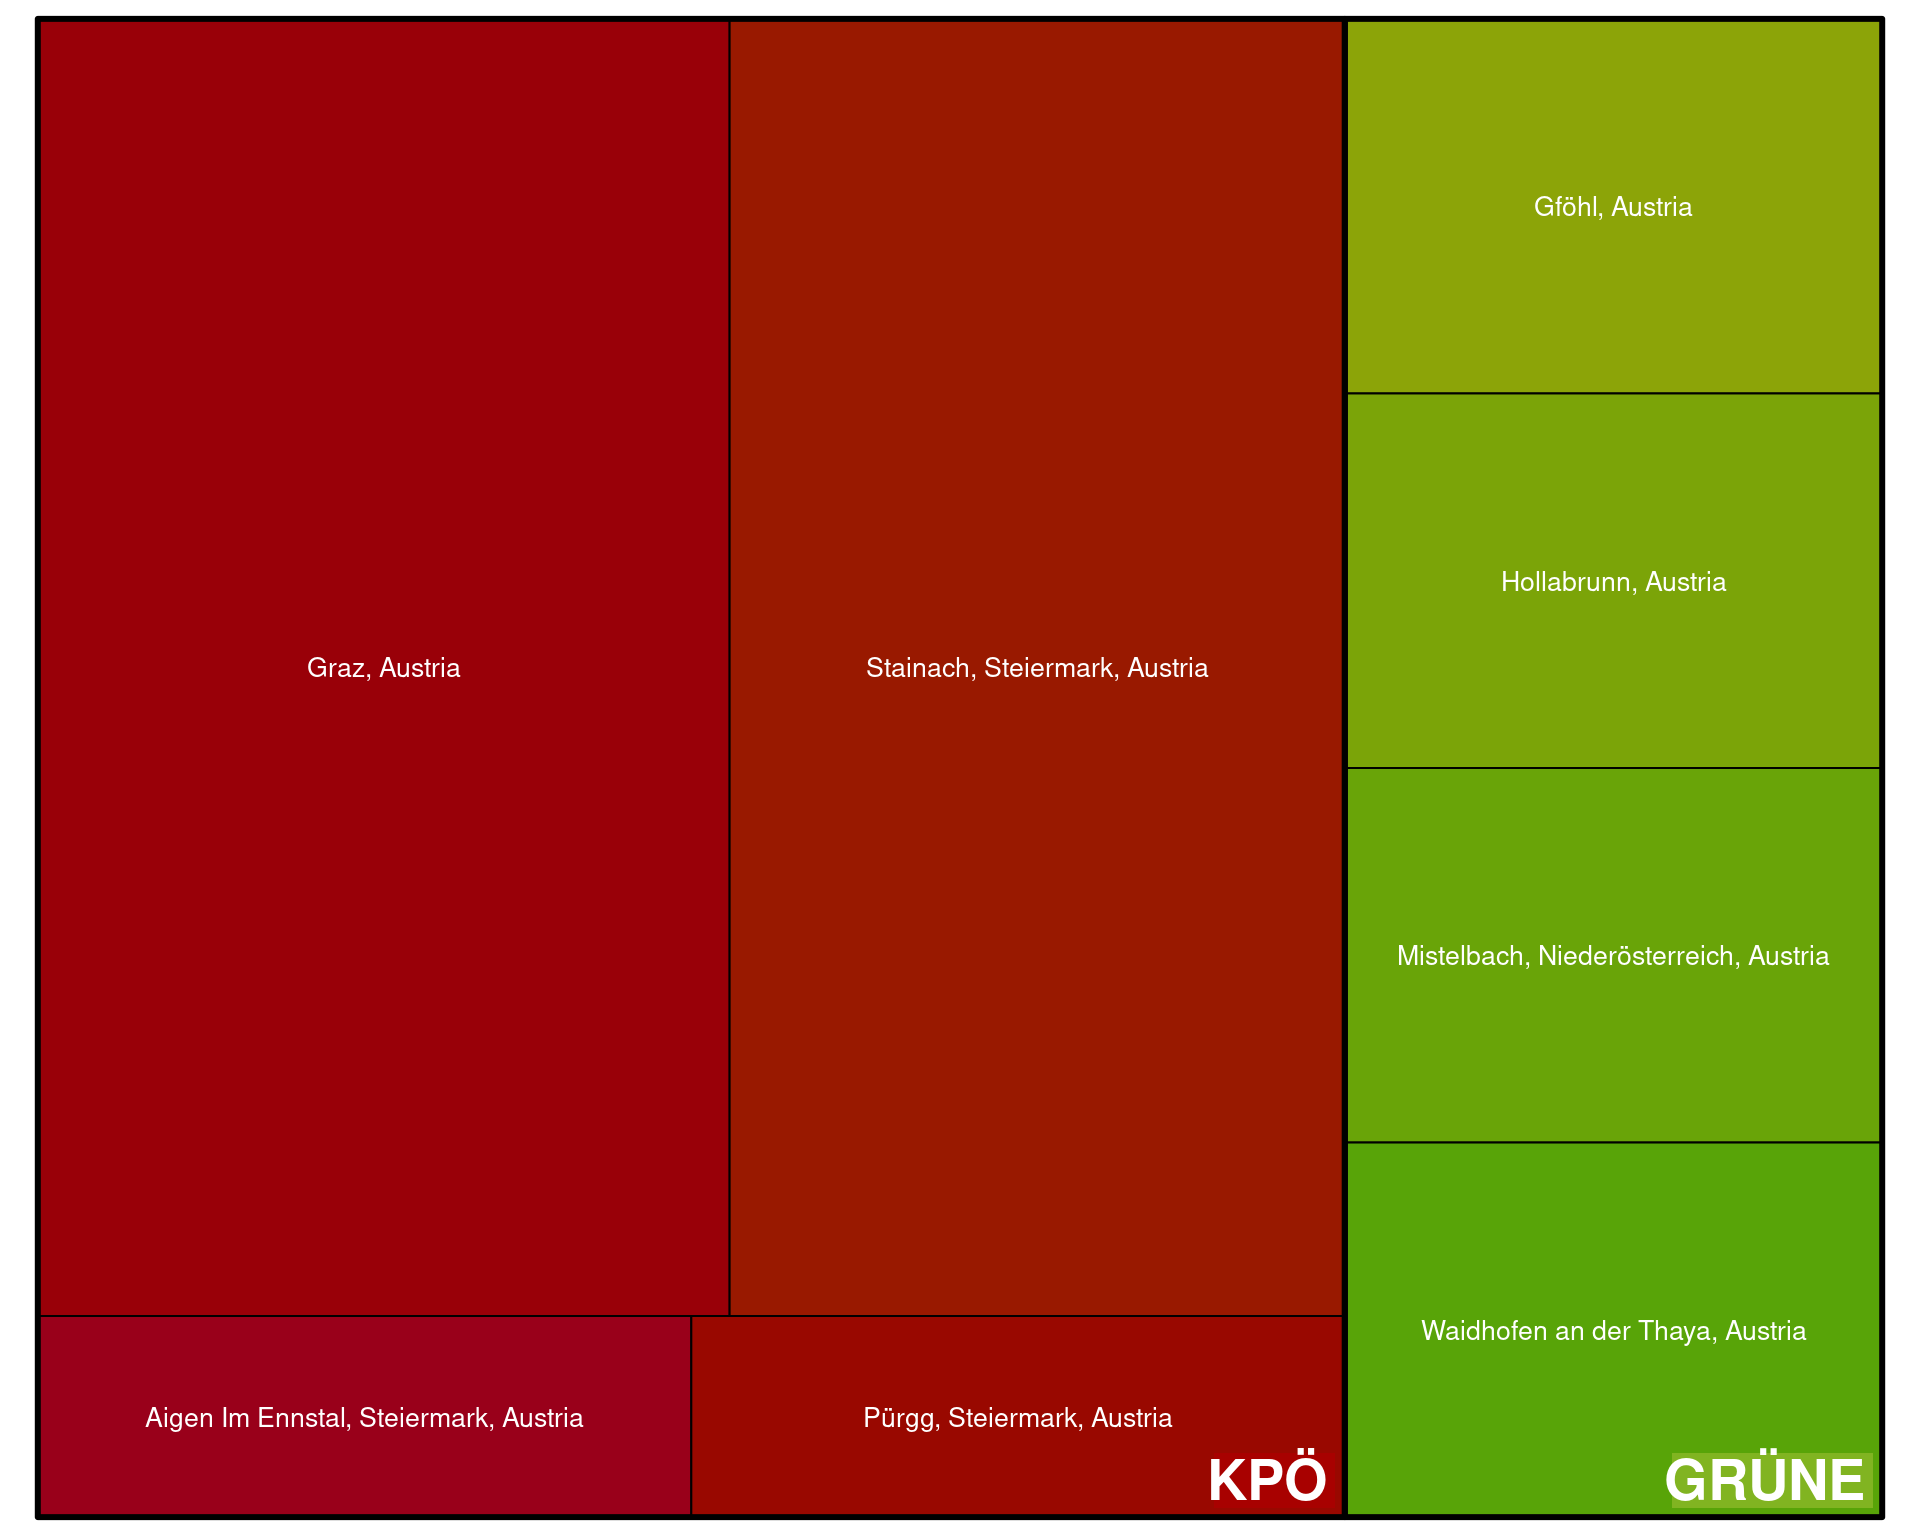 Graz, Austria
Stainach, Steiermark, Austria
Aigen Im Ennstal, Steiermark, Austria
Pürgg, Steiermark, Austria
KPÖ
Gföhl, Austria
Hollabrunn, Austria
Mistelbach, Niederösterreich, Austria
Waidhofen an der Thaya, Austria
GRÜNE